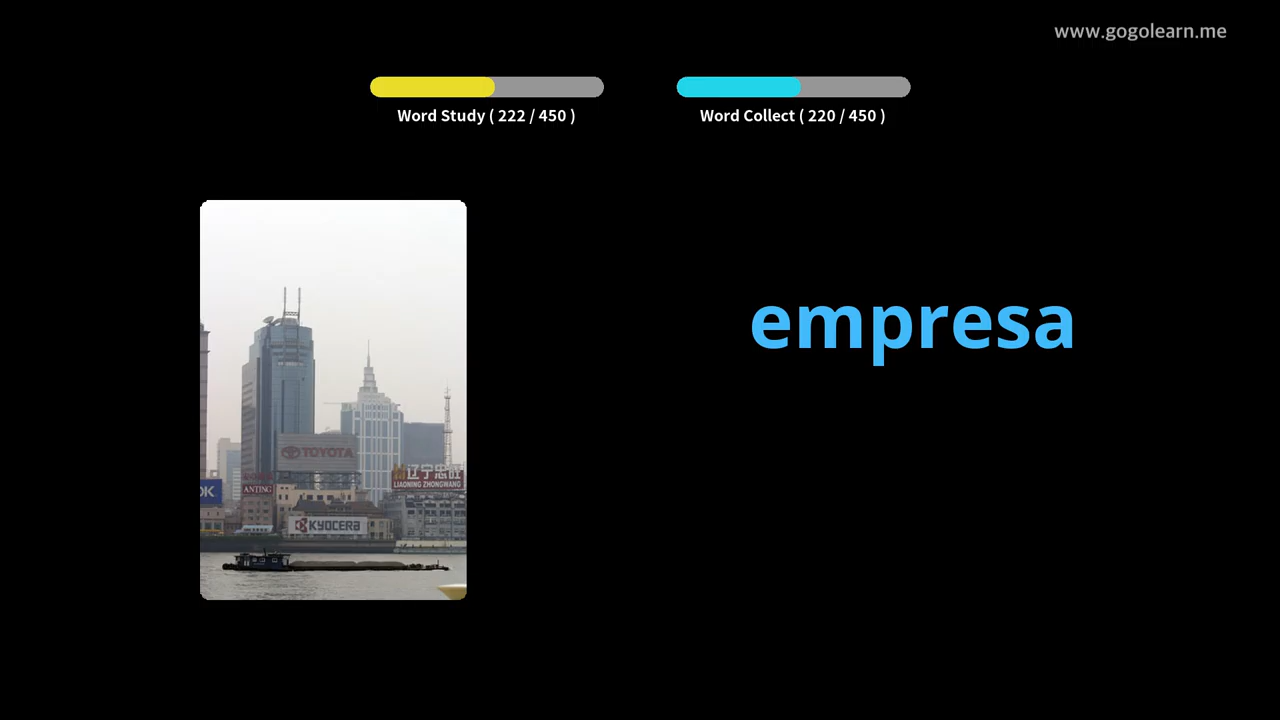 www.gogolearn.me
Word Study ( 222 / 450 )
Word Collect ( 220 / 450 )
empresa
TOYOTA
辽宁忠旺
LIAONING ZHONGWANG
ANTING
OK
KYOCERA